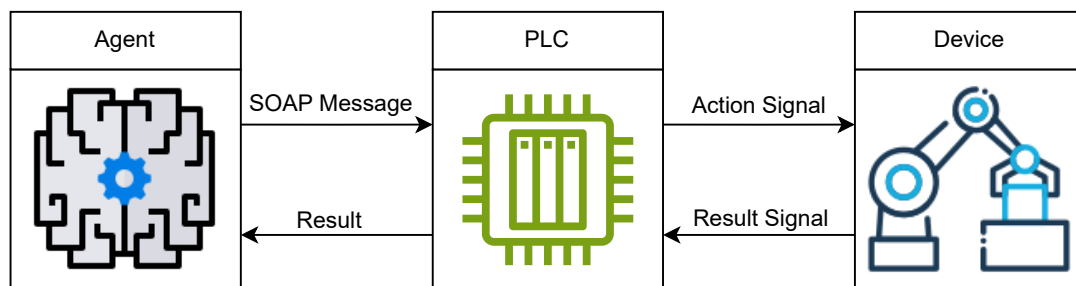 Agent
PLC
Device
SOAP Message
Action Signal
Result
Result Signal